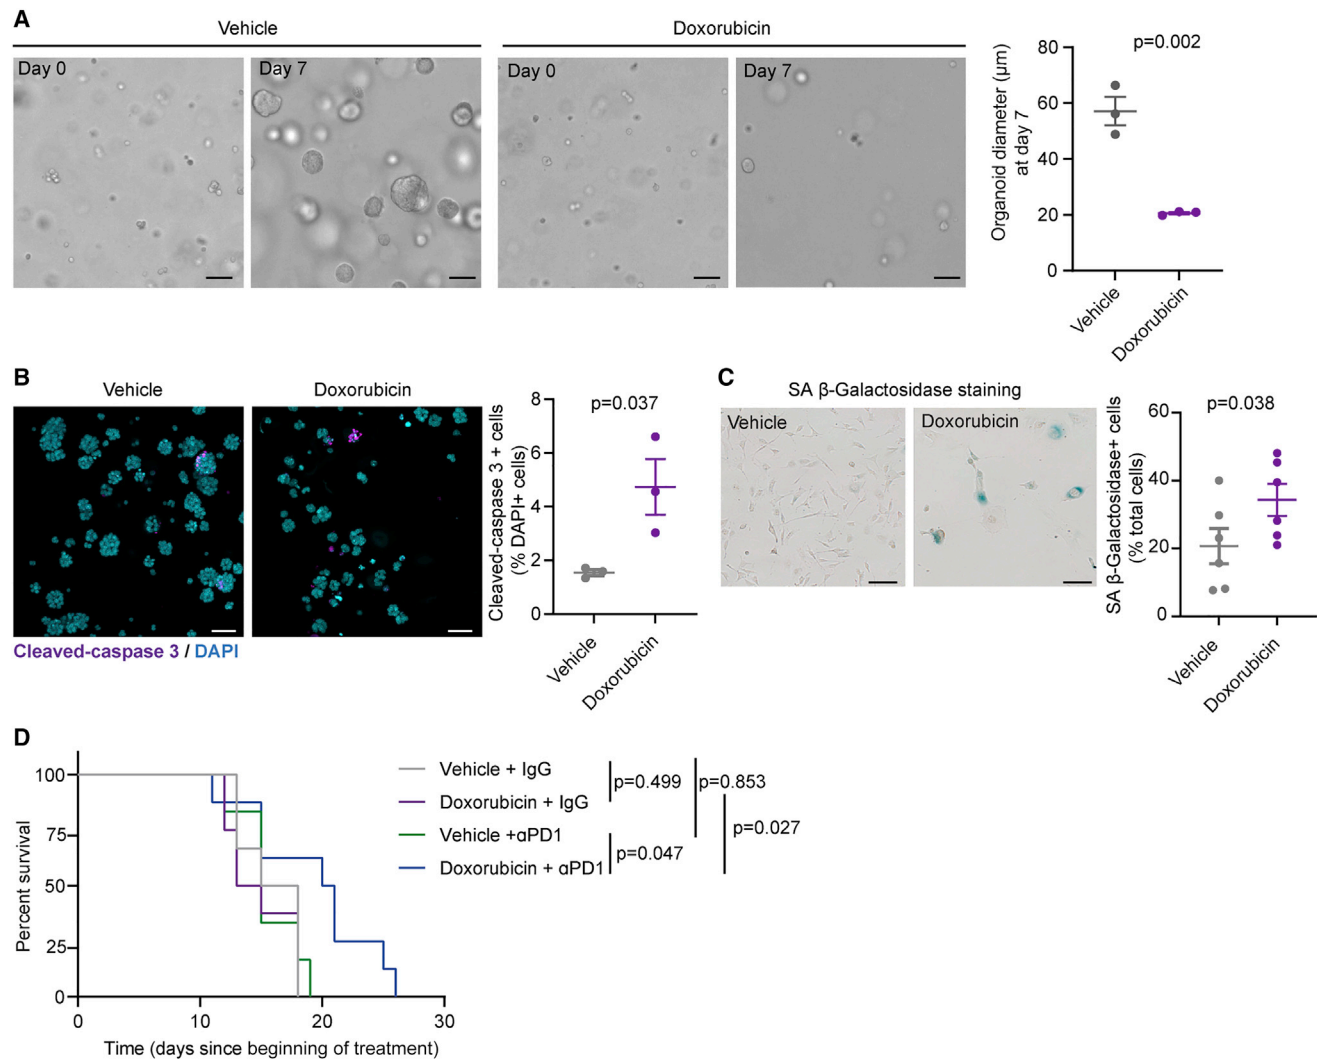 A
Vehicle
Doxorubicin
Day 0
Day 7
Day 0
Day 7
Organoid diameter (µm)
at day 7
80
60
40
20
0
p=0.002
Vehicle
Doxorubicin
B
Vehicle
Doxorubicin
Cleaved-caspase 3 / DAPI
Cleaved-caspase 3 + cells
(% DAPI+ cells)
8
6
4
2
0
p=0.037
Vehicle
Doxorubicin
C
SA β-Galactosidase staining
Vehicle
Doxorubicin
SA β-Galactosidase+ cells
(% total cells)
60
40
20
0
p=0.038
Vehicle
Doxorubicin
D
Percent survival
100
75
50
25
0
0 10 20 30
Time (days since beginning of treatment)
Vehicle + IgG
Doxorubicin + IgG
Vehicle +αPD1
Doxorubicin + αPD1
p=0.499
p=0.853
p=0.047
p=0.027